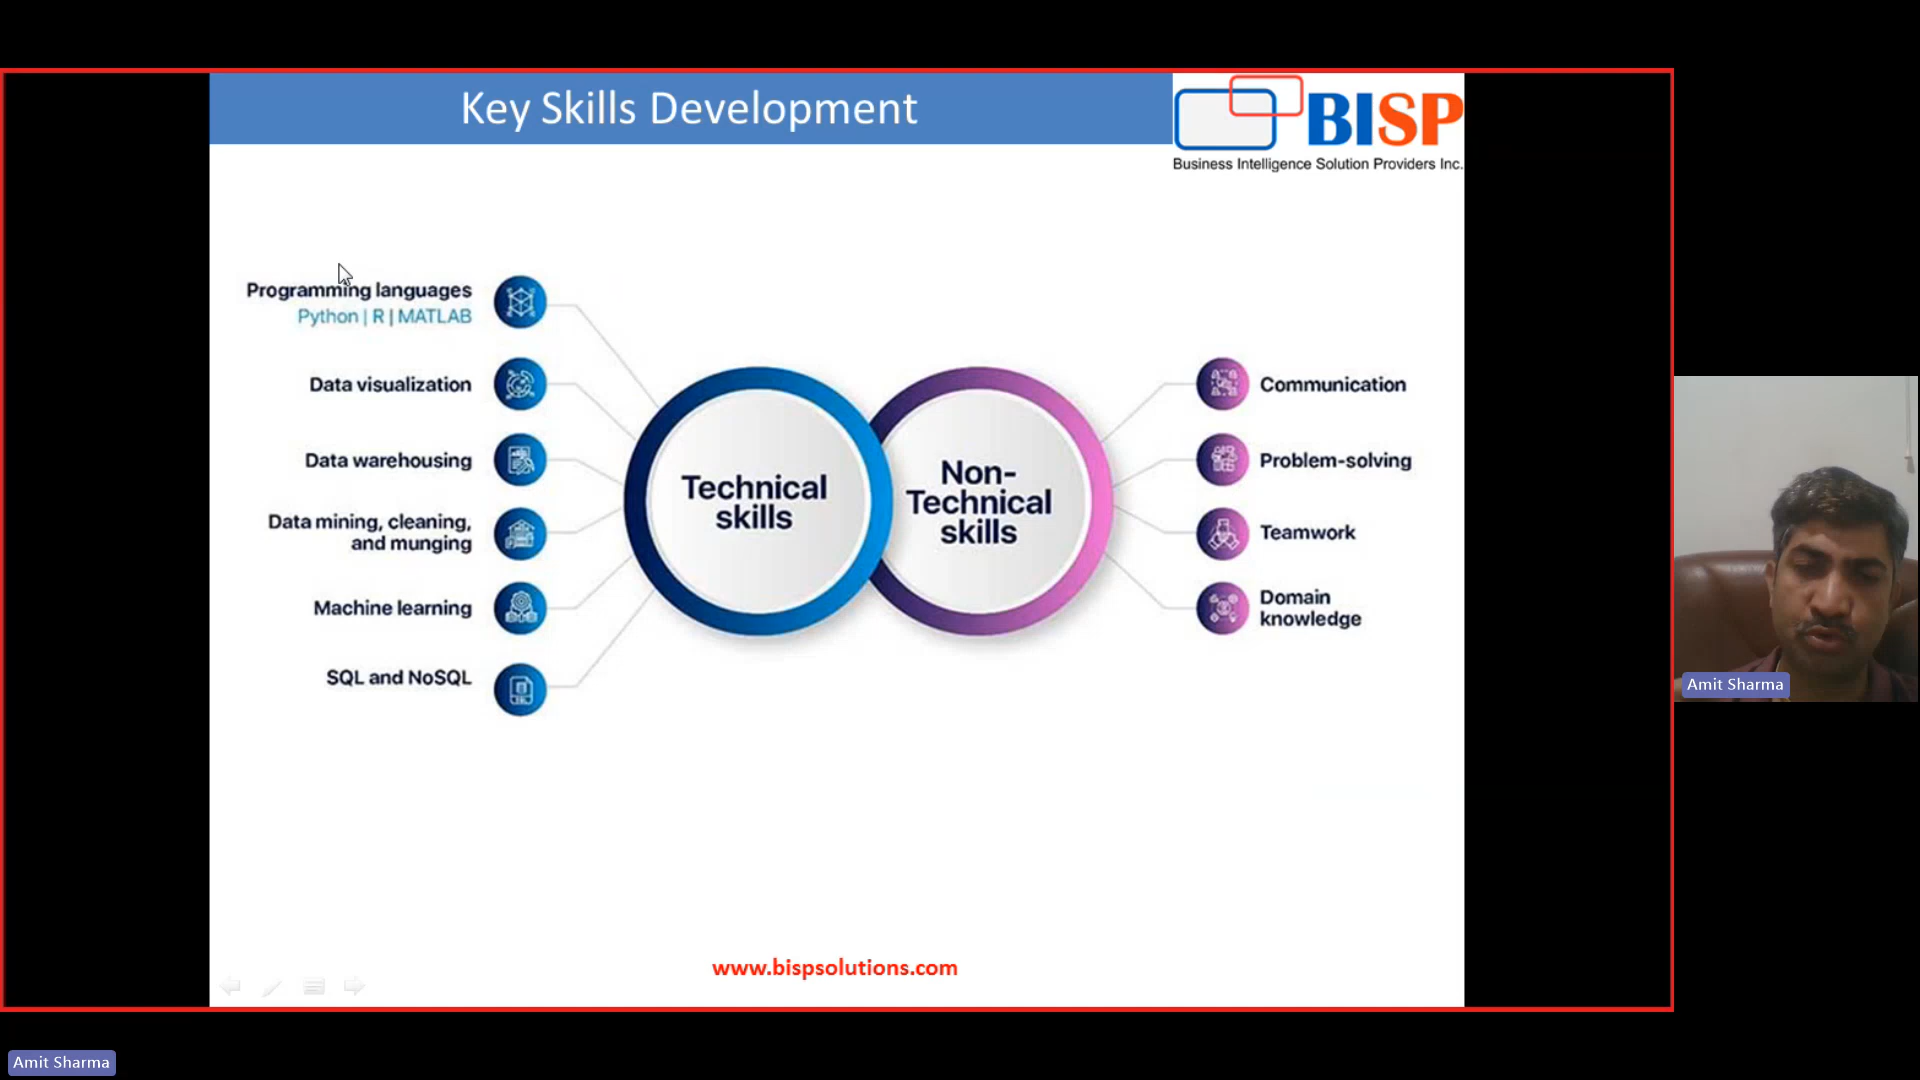 Key Skills Development
BISP
Business Intelligence Solution Providers Inc.
Programming languages
Python | R | MATLAB
Data visualization
Data warehousing
Data mining, cleaning,
and munging
Machine learning
SQL and NoSQL
Technical
skills
Non-
Technical
skills
Communication
Problem-solving
Teamwork
Domain
knowledge
www.bispsolutions.com
Amit Sharma
Amit Sharma